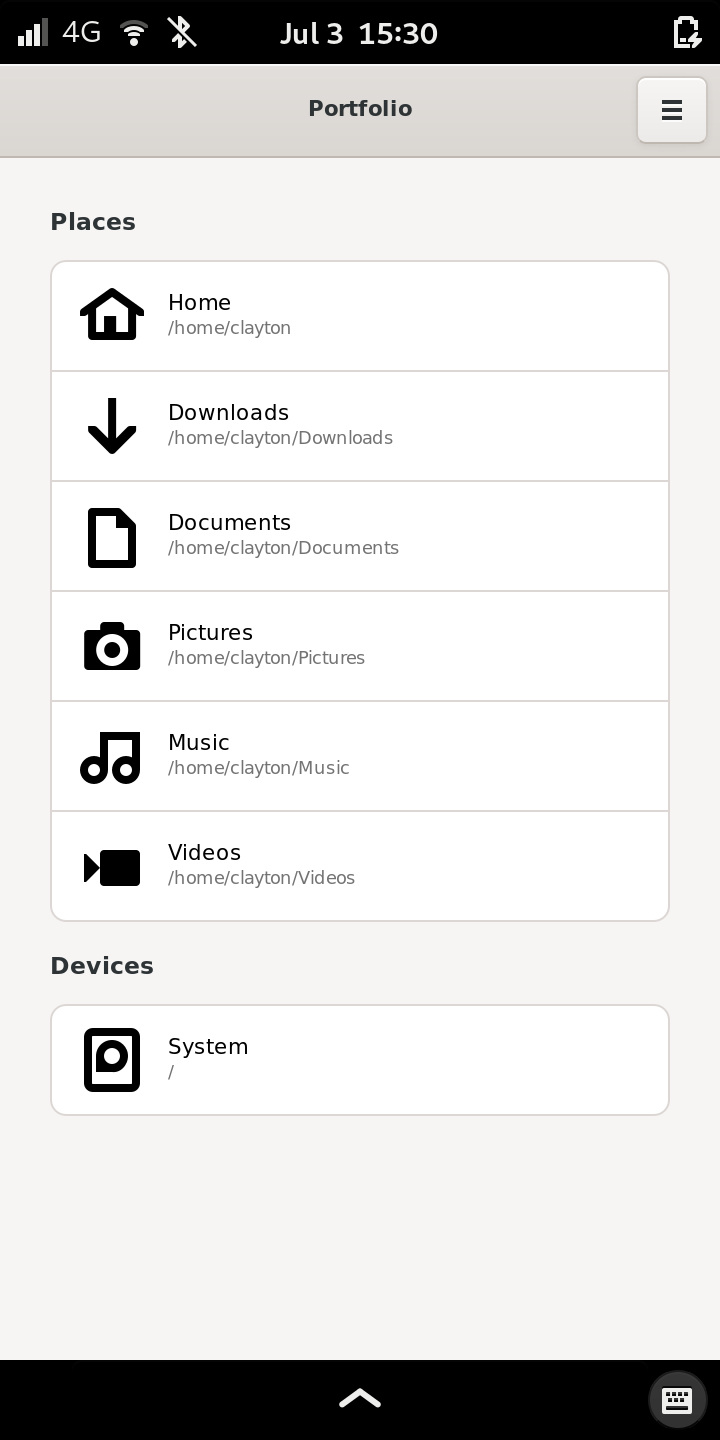 4G Jul 3 15:30
Portfolio
Places
Home
/home/clayton
Downloads
/home/clayton/Downloads
Documents
/home/clayton/Documents
Pictures
/home/clayton/Pictures
Music
/home/clayton/Music
Videos
/home/clayton/Videos
Devices
System
/